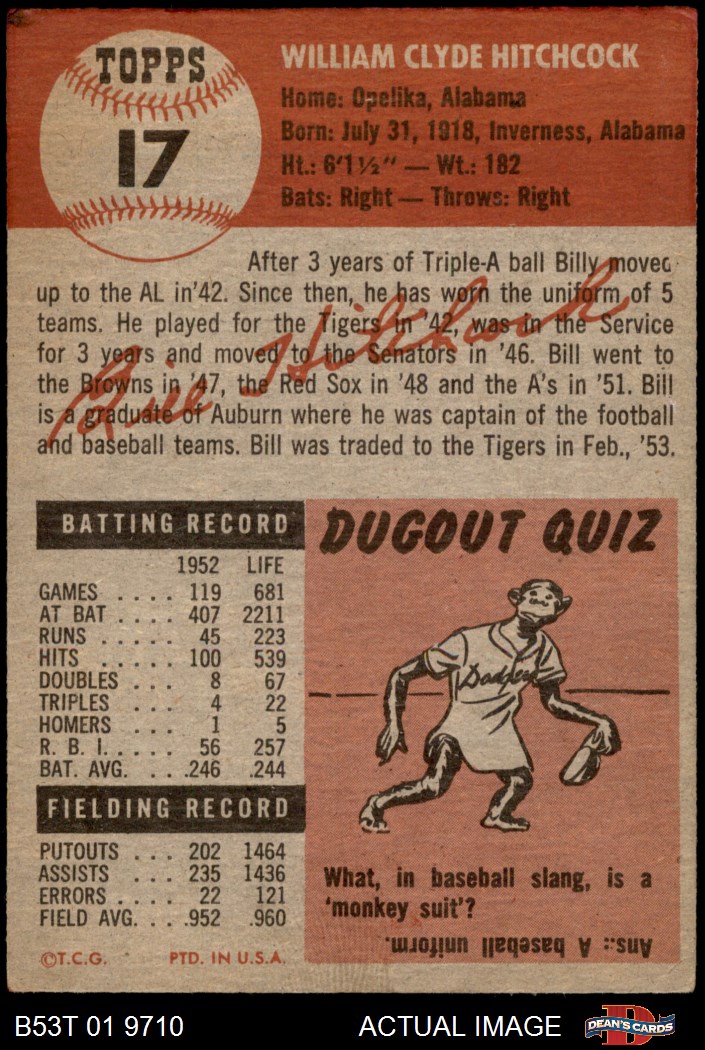 TOPPS
17
WILLIAM CLYDE HITCHCOCK
Home: Opelika, Alabama
Born: July 31, 1918, Inverness, Alabama
Ht.: 6'1½" — Wt.: 182
Bats: Right — Throws: Right
After 3 years of Triple-A ball Billy moved
up to the AL in '42. Since then, he has worn the uniform of 5
teams. He played for the Tigers in '42, was in the Service
for 3 years and moved to the Senators in '46. Bill went to
the Browns in '47, the Red Sox in '48 and the A's in '51. Bill
is a graduate of Auburn where he was captain of the football
and baseball teams. Bill was traded to the Tigers in Feb., '53.
Bill Hitchcock
BATTING RECORD
1952 LIFE
GAMES .... 119 681
AT BAT .... 407 2211
RUNS ..... 45 223
HITS ..... 100 539
DOUBLES ... 8 67
TRIPLES ... 4 22
HOMERS ... 1 5
R. B. I. .... 56 257
BAT. AVG. ... .246 .244
FIELDING RECORD
PUTOUTS ... 202 1464
ASSISTS .... 235 1436
ERRORS .... 22 121
FIELD AVG. ... .952 .960
©T.C.G. PTD. IN U.S.A.
DUGOUT QUIZ
Dodgers
What, in baseball slang, is a
'monkey suit'?
Ans.: A baseball uniform.
B53T 01 9710 ACTUAL IMAGE DEAN'S CARDS